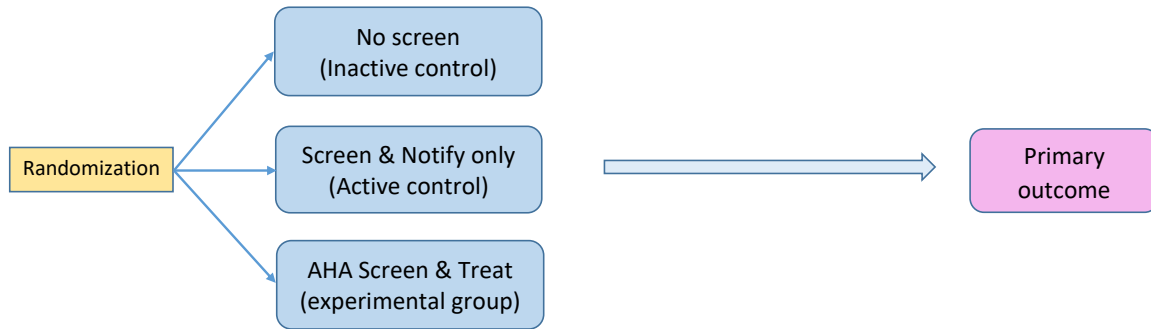 No screen
(Inactive control)
Randomization
Screen & Notify only
(Active control)
Primary
outcome
AHA Screen & Treat
(experimental group)